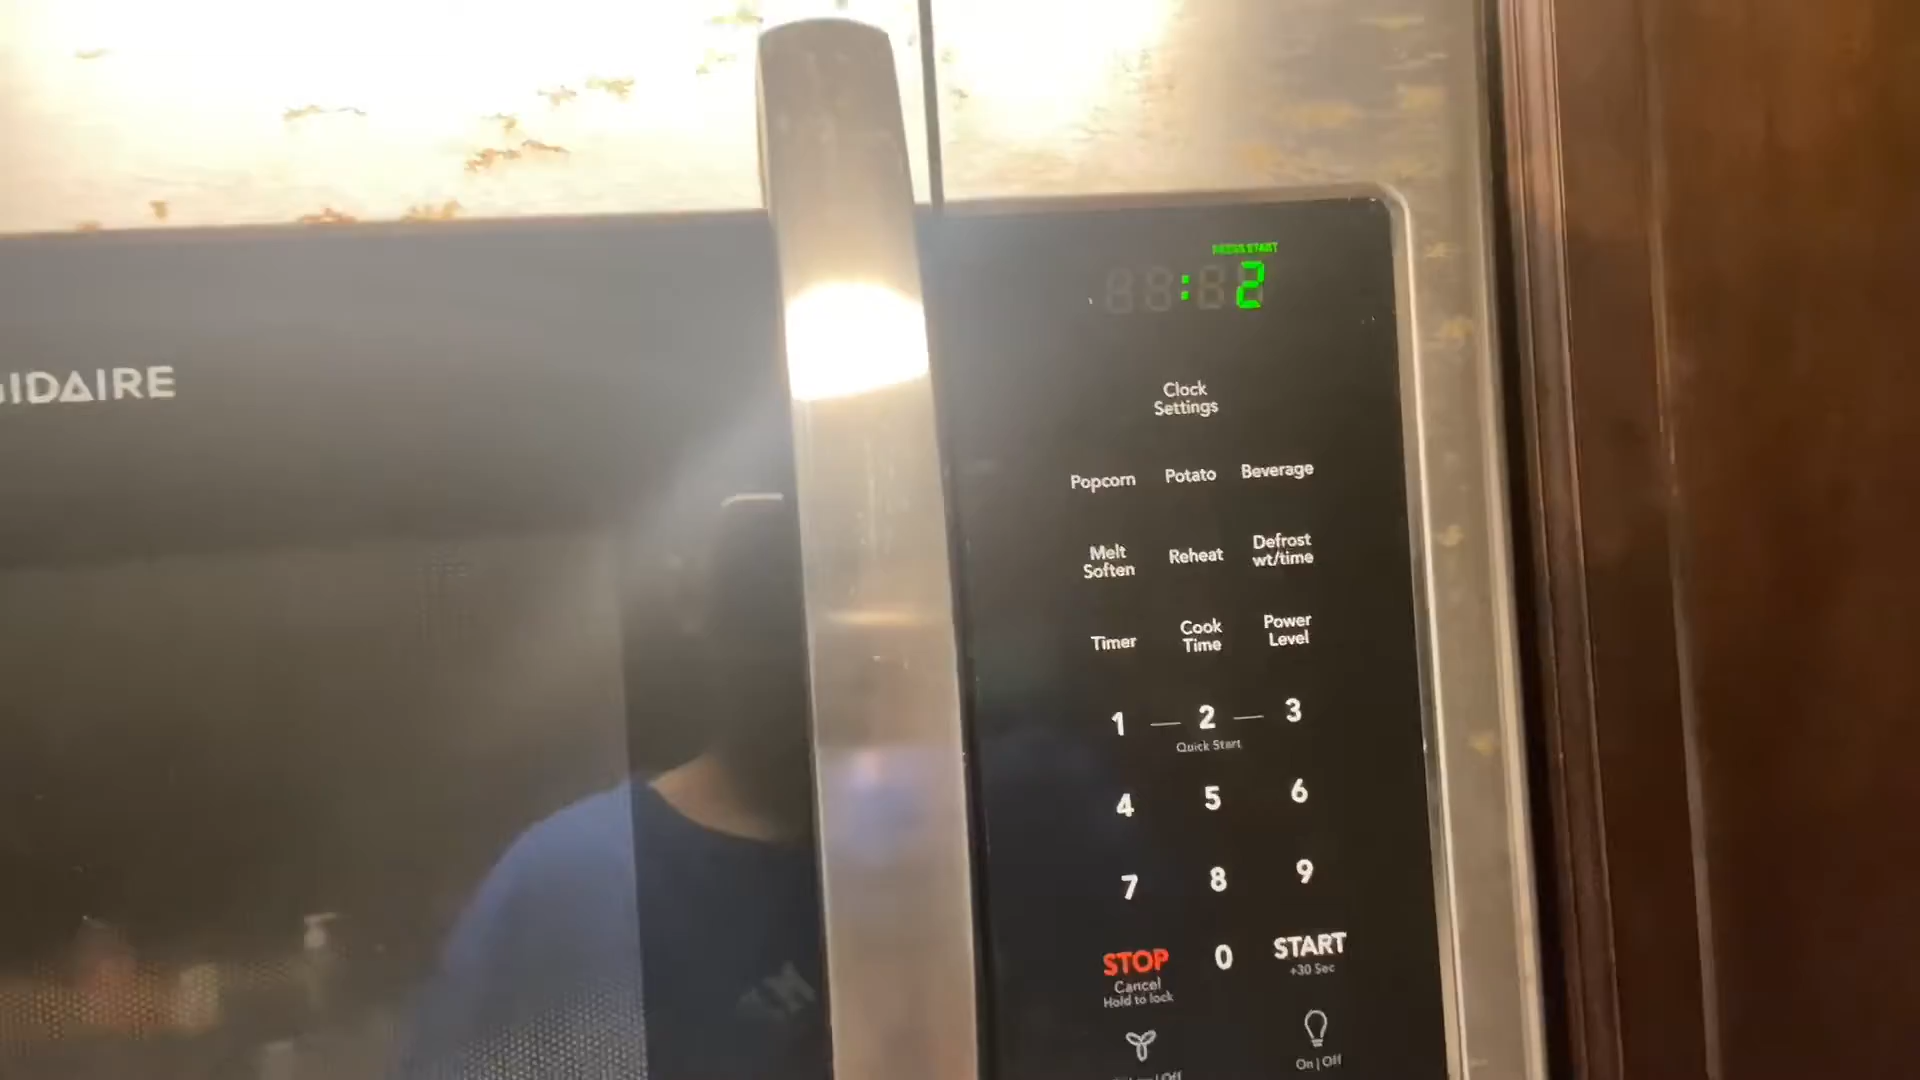 PRESS START
: 2
GIDAIRE
Clock
Settings
Popcorn Potato Beverage
Melt
Soften
Reheat
Defrost
wt/time
Timer
Cook
Time
Power
Level
1 — 2 — 3
Quick Start
4 5 6
7 8 9
STOP
Cancel
Hold to lock
0
START
+30 Sec
On | Off